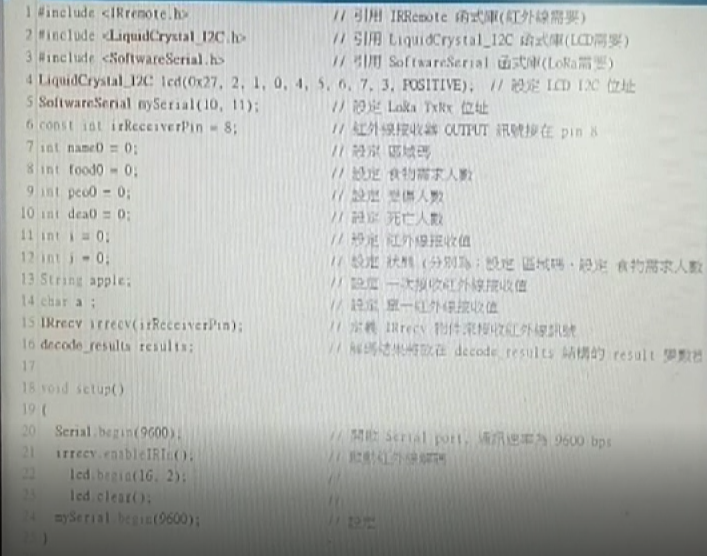 1 #include <IRremote.h> // 引用 IRRemote 函式庫(紅外線需要)
2 #include <LiquidCrystal_I2C.h> // 引用 LiquidCrystal_I2C 函式庫(LCD需要)
3 #include <SoftwareSerial.h> // 引用 SoftwareSerial 函式庫(LoRa需要)
4 LiquidCrystal_I2C lcd(0x27, 2, 1, 0, 4, 5, 6, 7, 3, POSITIVE); // 設定 LCD I2C 位址
5 SoftwareSerial mySerial(10, 11); // 設定 LoRa TxRx 位址
6 const int irReceiverPin = 8; // 紅外線接收器 OUTPUT 訊號接在 pin 8
7 int name0 = 0; // 設定 區域碼
8 int food0 = 0; // 設定 食物需求人數
9 int peo0 = 0; // 設定 受傷人數
10 int dea0 = 0; // 設定 死亡人數
11 int i = 0; // 設定 紅外線接收值
12 int j = 0; // 設定 狀態 (分別為：設定 區域碼、設定 食物需求人數
13 String apple; // 設定 一次接收紅外線接收值
14 char a ; // 設定 單一紅外線接收值
15 IRrecv irrecv(irReceiverPin); // 定義 IRrecv 物件來接收紅外線訊號
16 decode_results results; // 解碼結果將放在 decode_results 結構的 result 變數
17
18 void setup()
19 {
20 Serial.begin(9600); // 開啟 Serial port, 通訊速率為 9600 bps
21 irrecv.enableIRIn(); // 啟動紅外線解碼
22 lcd.begin(16, 2); //
23 lcd.clear(); //
24 mySerial.begin(9600); // 設定
25 }